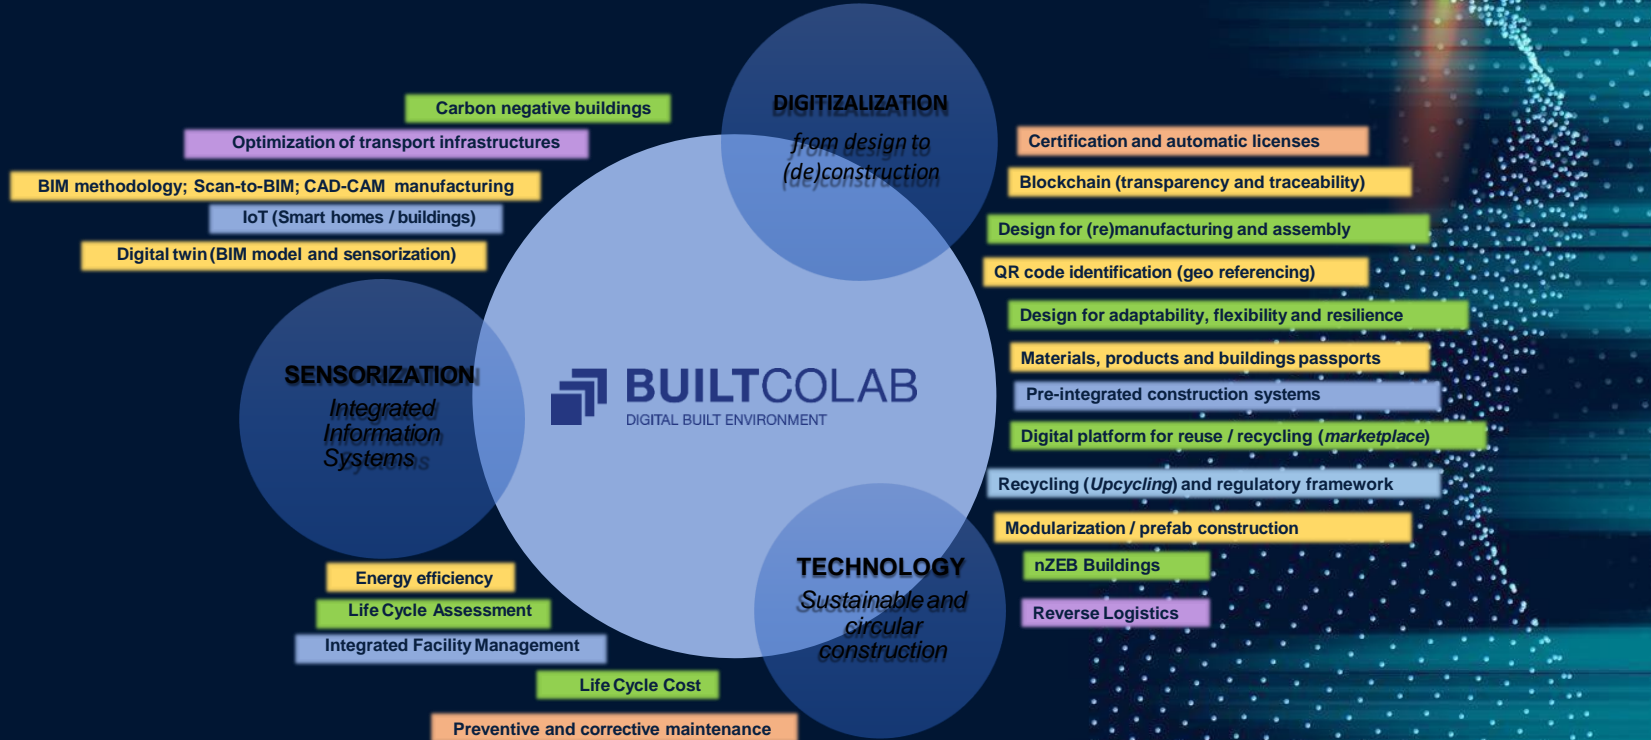 Carbon negative buildings
Optimization of transport infrastructures
BIM methodology; Scan-to-BIM; CAD-CAM manufacturing
IoT (Smart homes / buildings)
Digital twin (BIM model and sensorization)
DIGITIZALIZATION
from design to
(de)construction
SENSORIZATION
Integrated
Information
Systems
BUILTCOLAB
DIGITAL BUILT ENVIRONMENT
TECHNOLOGY
Sustainable and
circular
construction
Certification and automatic licenses
Blockchain (transparency and traceability)
Design for (re)manufacturing and assembly
QR code identification (geo referencing)
Design for adaptability, flexibility and resilience
Materials, products and buildings passports
Pre-integrated construction systems
Digital platform for reuse / recycling (marketplace)
Recycling (Upcycling) and regulatory framework
Modularization / prefab construction
nZEB Buildings
Reverse Logistics
Energy efficiency
Life Cycle Assessment
Integrated Facility Management
Life Cycle Cost
Preventive and corrective maintenance